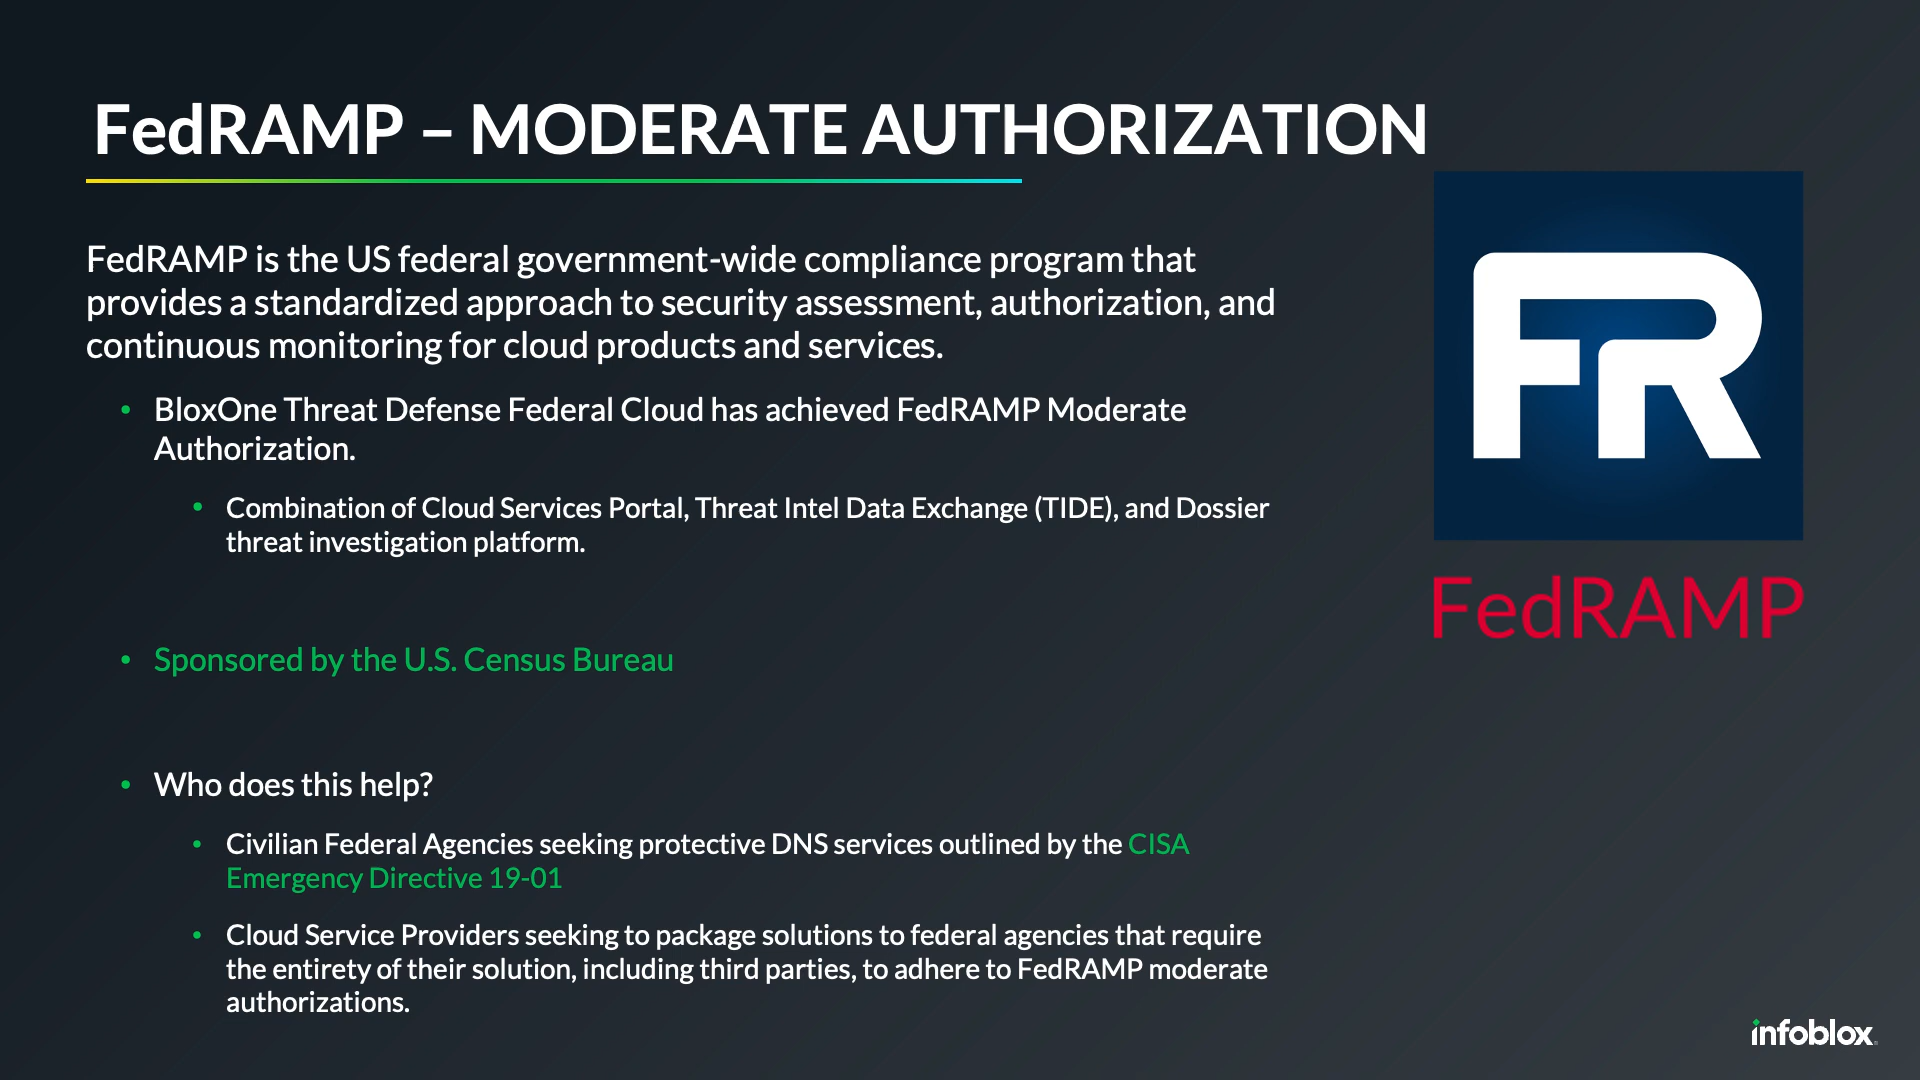 FedRAMP – MODERATE AUTHORIZATION
FedRAMP is the US federal government-wide compliance program that
provides a standardized approach to security assessment, authorization, and
continuous monitoring for cloud products and services.
• BloxOne Threat Defense Federal Cloud has achieved FedRAMP Moderate
Authorization.
• Combination of Cloud Services Portal, Threat Intel Data Exchange (TIDE), and Dossier
threat investigation platform.
• Sponsored by the U.S. Census Bureau
• Who does this help?
• Civilian Federal Agencies seeking protective DNS services outlined by the CISA
Emergency Directive 19-01
• Cloud Service Providers seeking to package solutions to federal agencies that require
the entirety of their solution, including third parties, to adhere to FedRAMP moderate
authorizations.
FR
FedRAMP
infoblox